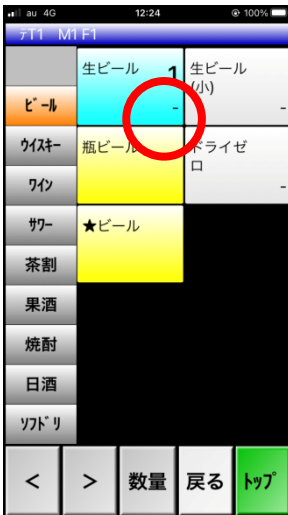 au 4G 12:24 100%
テT1 M1 F1
生ビール 1
-
生ビール
(小)
-
ビール
瓶ビール
ドライゼ
ロ
-
ウイスキー
ワイン
★ビール
サワー
茶割
果酒
焼酎
日酒
ソフドリ
< > 数量 戻る トップ